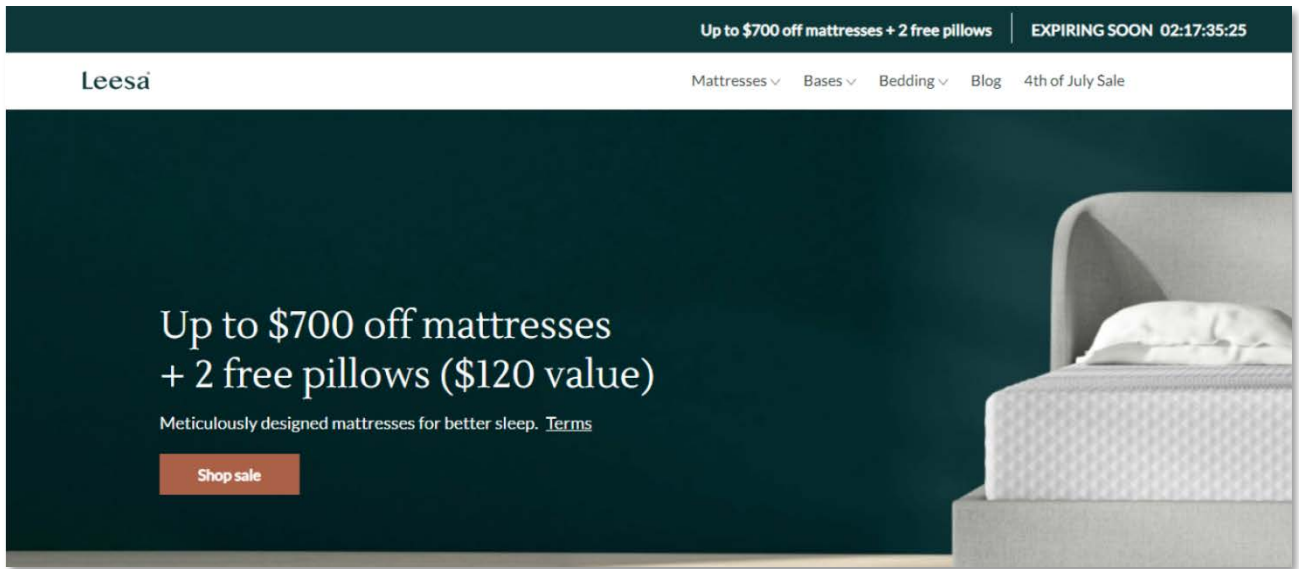 Up to $700 off mattresses + 2 free pillows EXPIRING SOON 02:17:35:25
Leesa Mattresses Bases Bedding Blog 4th of July Sale
Up to $700 off mattresses
+ 2 free pillows ($120 value)
Meticulously designed mattresses for better sleep. Terms
Shop sale